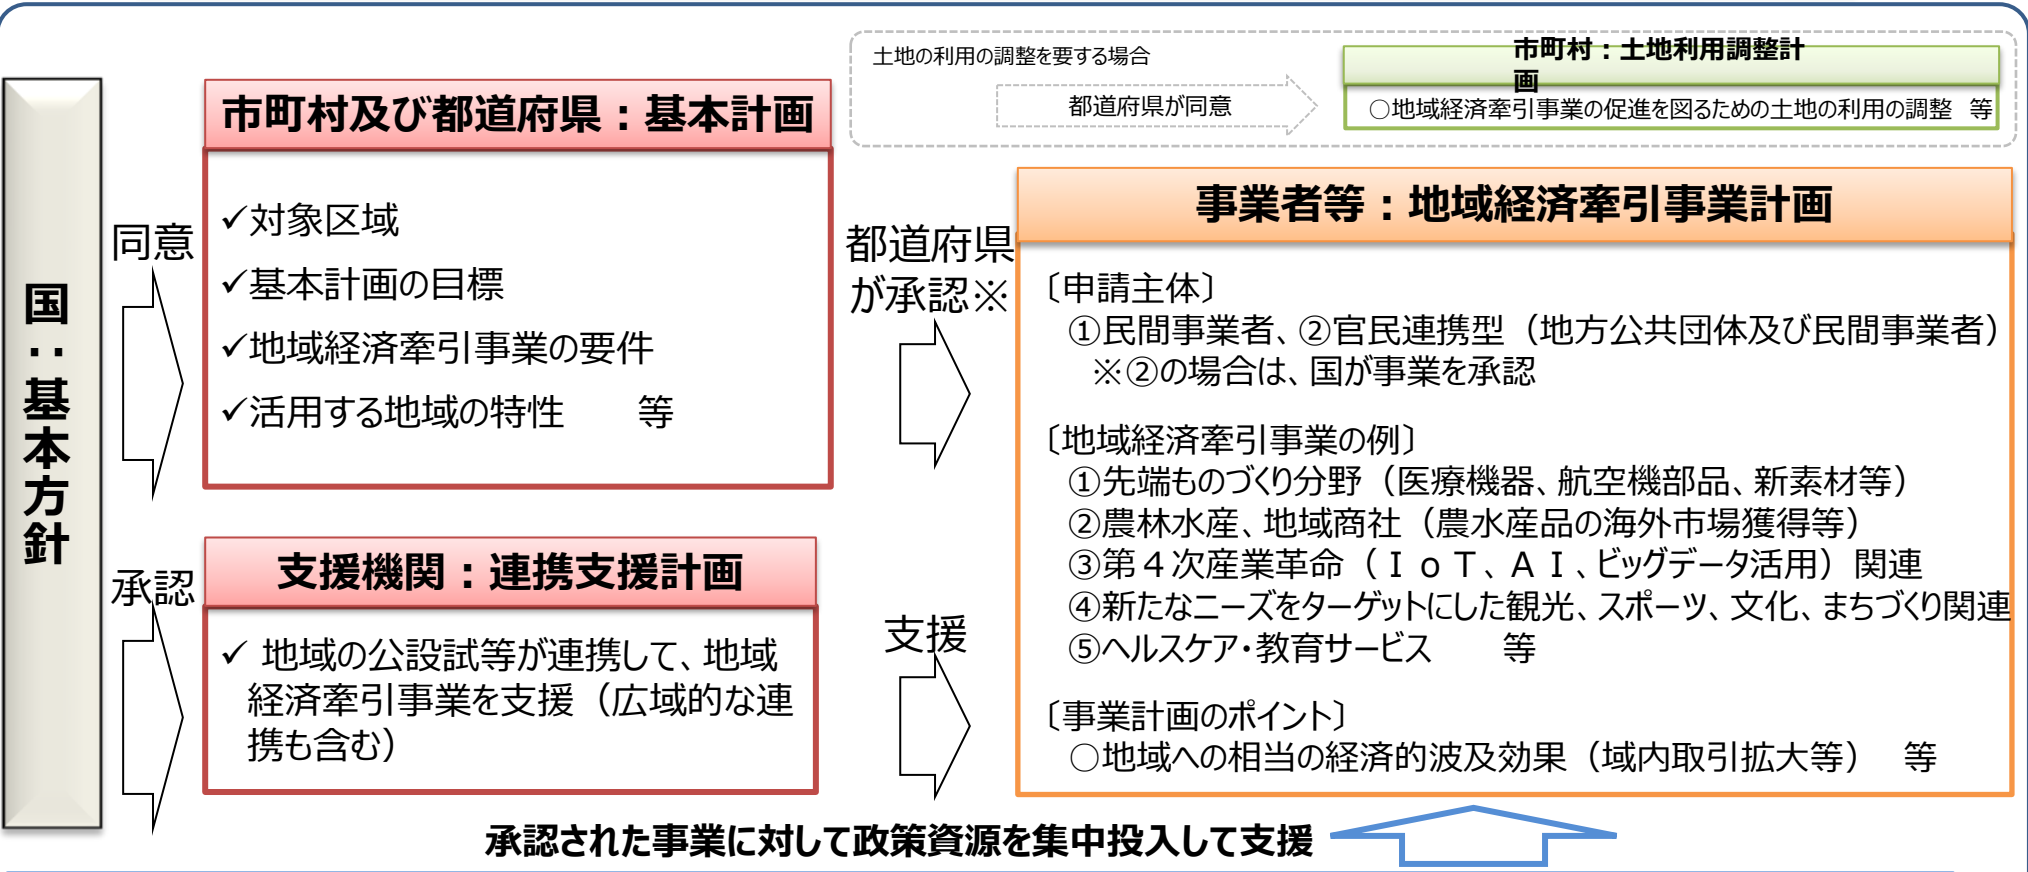 土地の利用の調整を要する場合
都道府県が同意
市町村：土地利用調整計
画
○地域経済牽引事業の促進を図るための土地の利用の調整　等
国：基本方針
同意
市町村及び都道府県：基本計画
✓対象区域
✓基本計画の目標
✓地域経済牽引事業の要件
✓活用する地域の特性　　等
承認
支援機関：連携支援計画
✓ 地域の公設試等が連携して、地域
経済牽引事業を支援（広域的な連
携も含む）
都道府県
が承認※
支援
事業者等：地域経済牽引事業計画
〔申請主体〕
①民間事業者、②官民連携型（地方公共団体及び民間事業者）
※②の場合は、国が事業を承認
〔地域経済牽引事業の例〕
①先端ものづくり分野（医療機器、航空機部品、新素材等）
②農林水産、地域商社（農水産品の海外市場獲得等）
③第４次産業革命（ＩｏＴ、ＡＩ、ビッグデータ活用）関連
④新たなニーズをターゲットにした観光、スポーツ、文化、まちづくり関連
⑤ヘルスケア・教育サービス　　等
〔事業計画のポイント〕
○地域への相当の経済的波及効果（域内取引拡大等）　等
承認された事業に対して政策資源を集中投入して支援